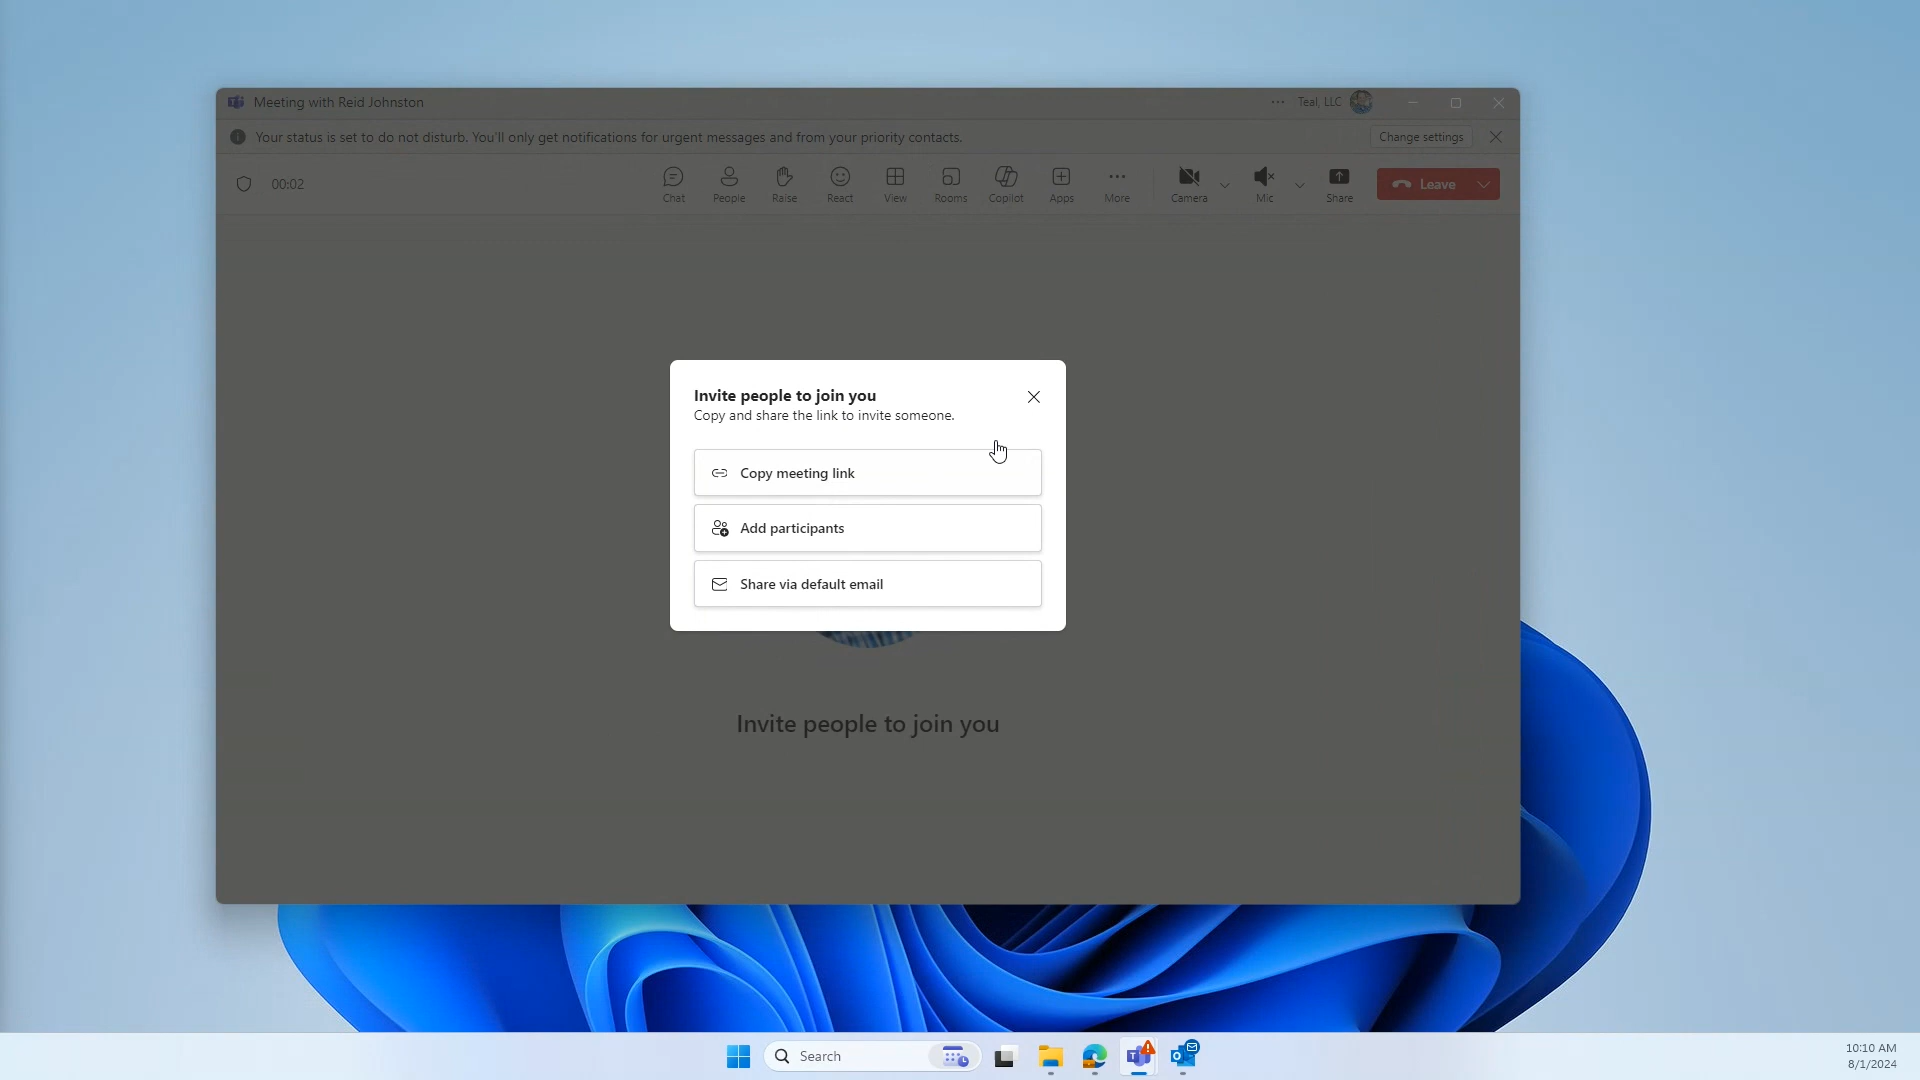 Meeting with Reid Johnston
Teal, LLC
Your status is set to do not disturb. You'll only get notifications for urgent messages and from your priority contacts.
Change settings
00:02
Chat
People
Raise
React
View
Rooms
Copilot
Apps
More
Camera
Mic
Share
Leave
Invite people to join you
Copy and share the link to invite someone.
Copy meeting link
Add participants
Share via default email
Invite people to join you
Search
10:10 AM
8/1/2024